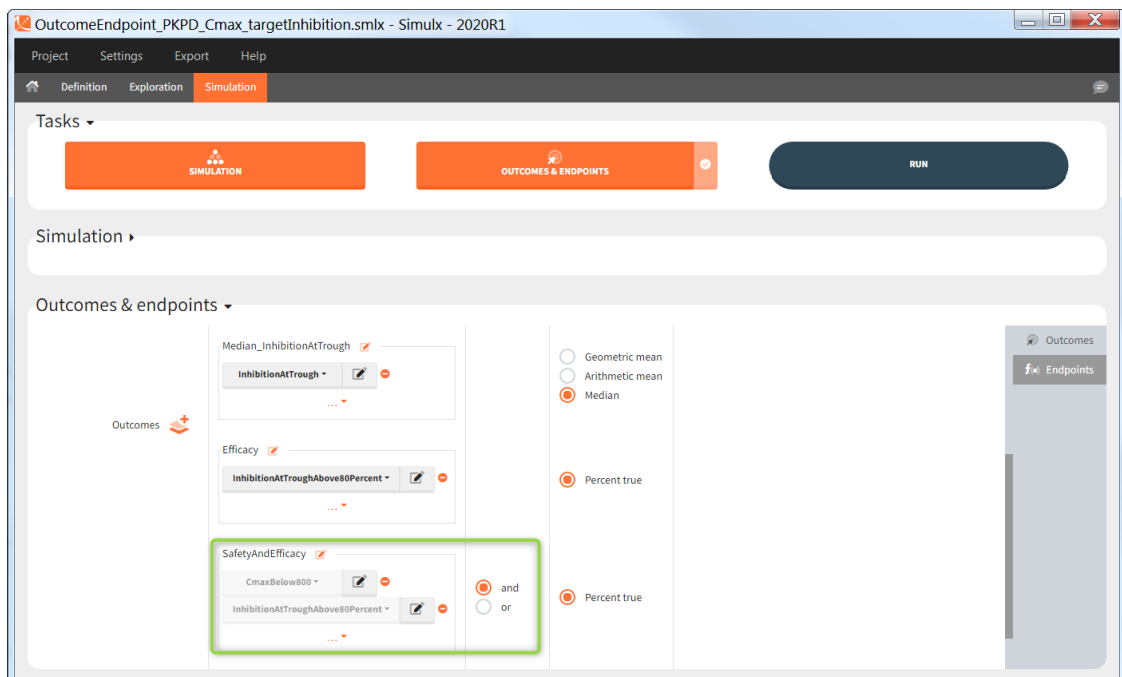 OutcomeEndpoint_PKPD_Cmax_targetInhibition.smlx - Simulx - 2020R1
Project Settings Export Help
Definition Exploration Simulation
Tasks
SIMULATION
OUTCOMES & ENDPOINTS
RUN
Simulation
Outcomes & endpoints
Median_InhibitionAtTrough
InhibitionAtTrough
...
Geometric mean
Arithmetic mean
Median
Outcomes
f(x) Endpoints
Outcomes
Efficacy
InhibitionAtTroughAbove80Percent
...
Percent true
SafetyAndEfficacy
CmaxBelow800
InhibitionAtTroughAbove80Percent
...
and
or
Percent true